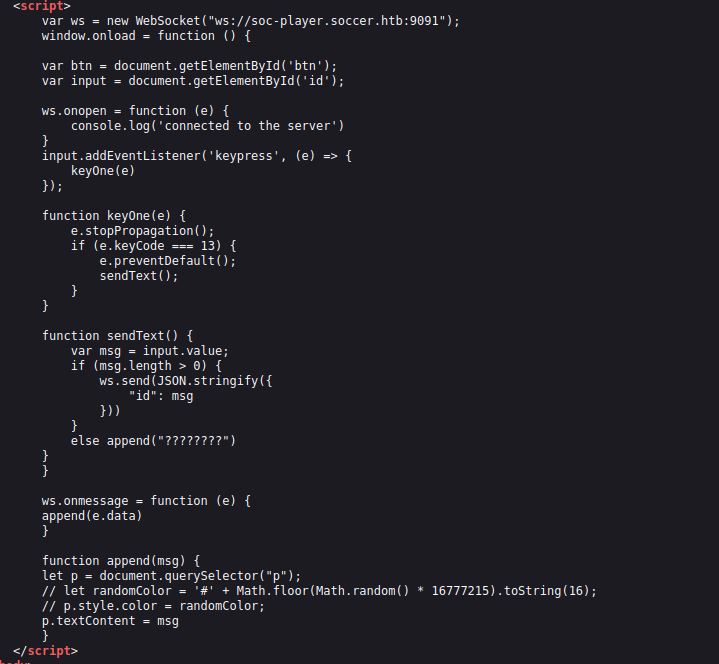 <script>
    var ws = new WebSocket("ws://soc-player.soccer.htb:9091");
    window.onload = function () {

    var btn = document.getElementById('btn');
    var input = document.getElementById('id');

    ws.onopen = function (e) {
        console.log('connected to the server')
    }
    input.addEventListener('keypress', (e) => {
        keyOne(e)
    });

    function keyOne(e) {
        e.stopPropagation();
        if (e.keyCode === 13) {
            e.preventDefault();
            sendText();
        }
    }

    function sendText() {
        var msg = input.value;
        if (msg.length > 0) {
            ws.send(JSON.stringify({
                "id": msg
            }))
        }
        else append("????????")
    }
    }

    ws.onmessage = function (e) {
    append(e.data)
    }

    function append(msg) {
    let p = document.querySelector("p");
    // let randomColor = '#' + Math.floor(Math.random() * 16777215).toString(16);
    // p.style.color = randomColor;
    p.textContent = msg
    }
</script>